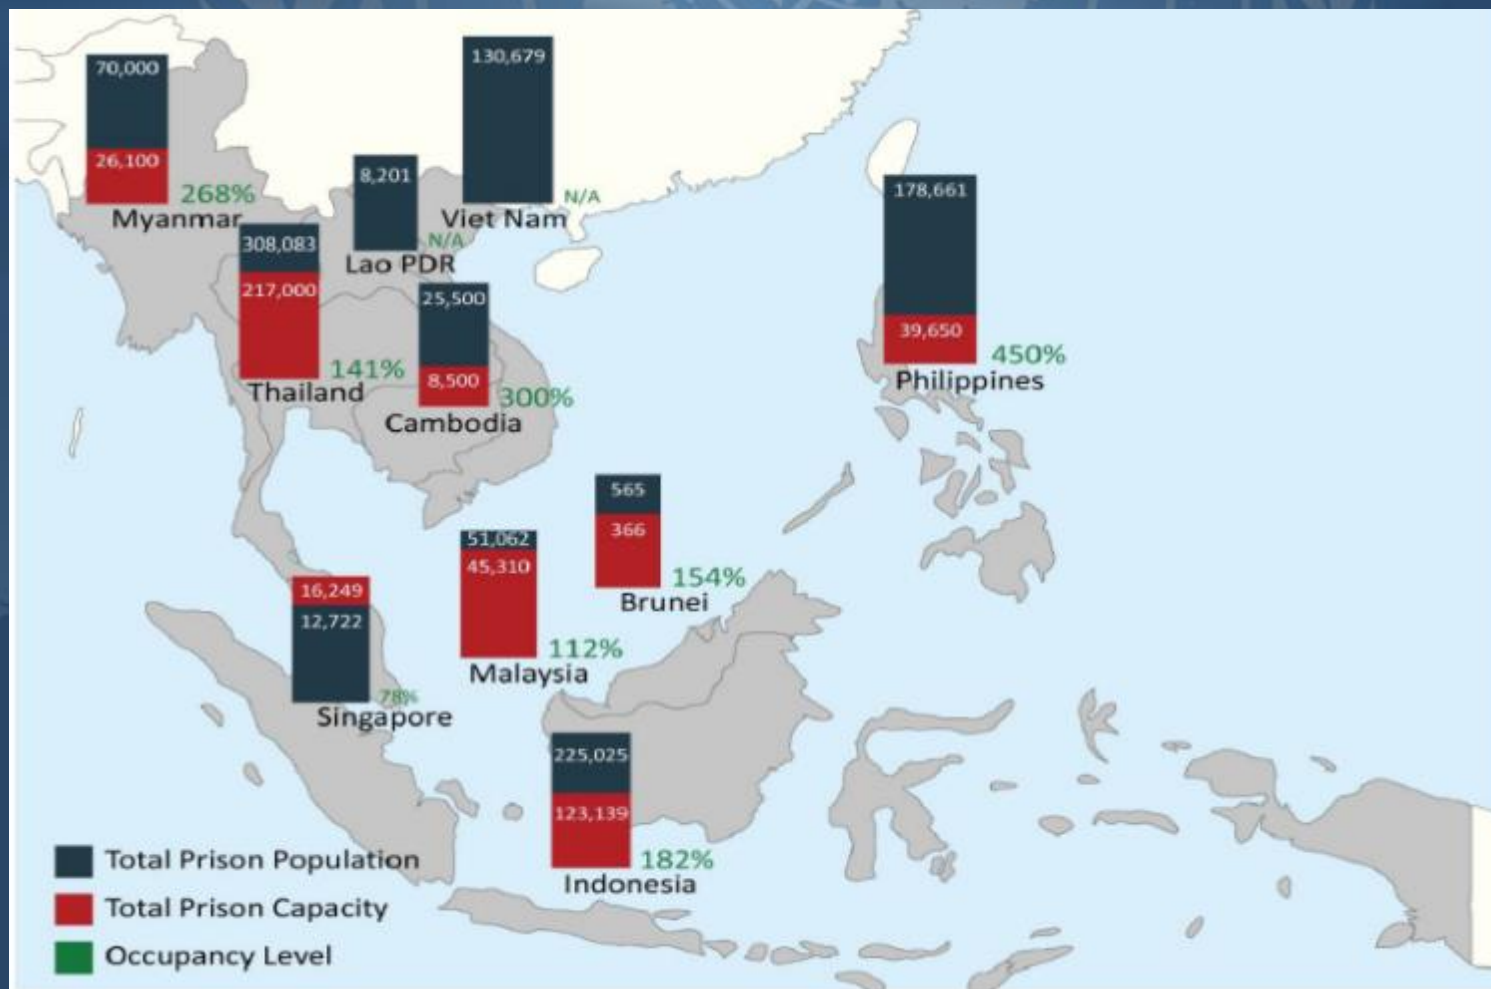 70,000
26,100
268%
Myanmar
130,679
N/A
Viet Nam
8,201
N/A
Lao PDR
308,083
217,000
141%
Thailand
25,500
8,500
300%
Cambodia
178,661
39,650
450%
Philippines
565
366
154%
Brunei
51,062
45,310
112%
Malaysia
16,249
12,722
78%
Singapore
225,025
123,139
182%
Indonesia
Total Prison Population
Total Prison Capacity
Occupancy Level